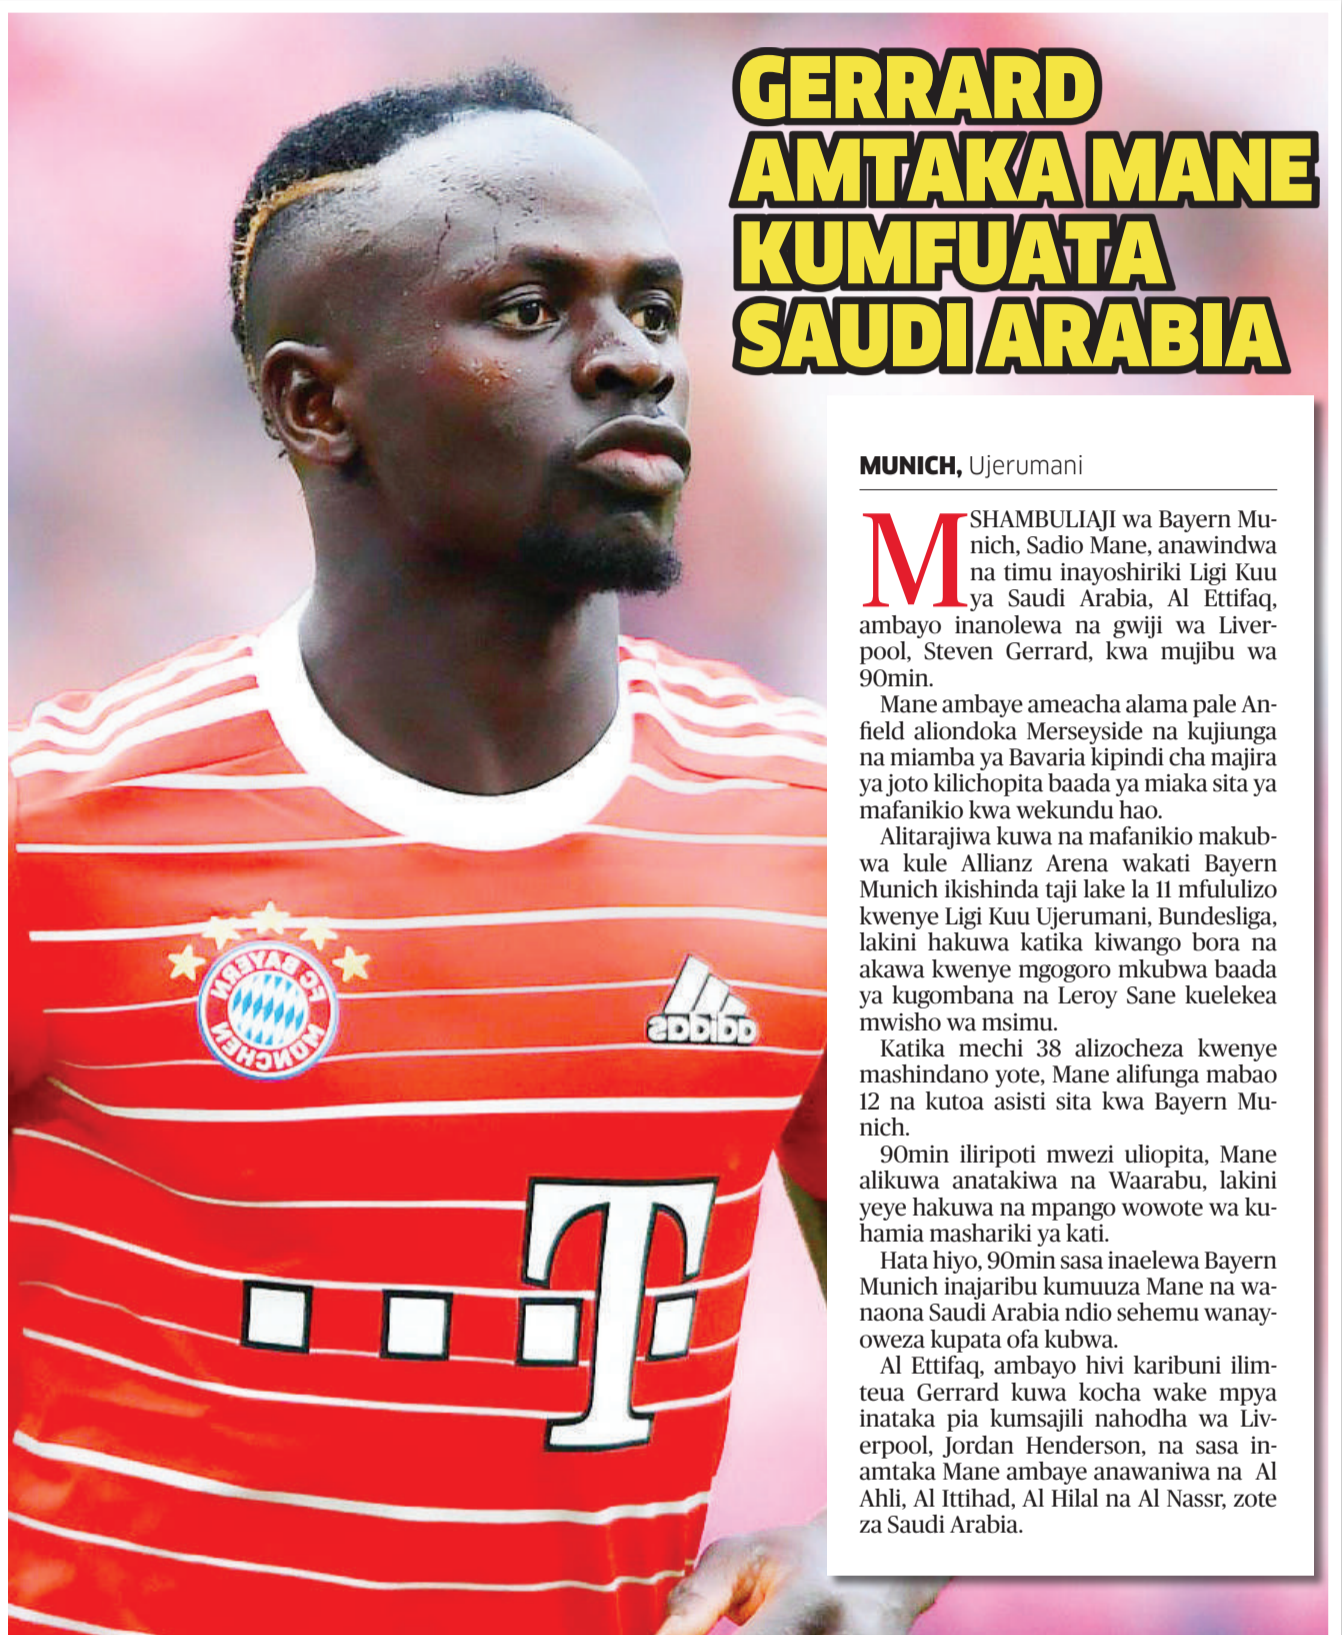 GERRARD
AMTAKA MANE
KUMFUATA
SAUDI ARABIA
MUNICH, Ujerumani
MSHAMBULIAJI wa Bayern Mu-
nich, Sadio Mane, anawindwa
na timu inayoshiriki Ligi Kuu
ya Saudi Arabia, Al Ettifaq,
ambayo inanolewa na gwiji wa Liver-
pool, Steven Gerrard, kwa mujibu wa
90min.
Mane ambaye ameacha alama pale An-
field aliondoka Merseyside na kujiunga
na miamba ya Bavaria kipindi cha majira
ya joto kilichopita baada ya miaka sita ya
mafanikio kwa wekundu hao.
Alitarajiwa kuwa na mafanikio makub-
wa kule Allianz Arena wakati Bayern
Munich ikishinda taji lake la 11 mfululizo
kwenye Ligi Kuu Ujerumani, Bundesliga,
lakini hakuwa katika kiwango bora na
akawa kwenye mgogoro mkubwa baada
ya kugombana na Leroy Sane kuelekea
mwisho wa msimu.
Katika mechi 38 alizocheza kwenye
mashindano yote, Mane alifunga mabao
12 na kutoa asisti sita kwa Bayern Mu-
nich.
90min iliripoti mwezi uliopita, Mane
alikuwa anatakiwa na Waarabu, lakini
yeye hakuwa na mpango wowote wa ku-
hamia mashariki ya kati.
Hata hiyo, 90min sasa inaelewa Bayern
Munich inajaribu kumuuza Mane na wa-
naona Saudi Arabia ndio sehemu wanay-
oweza kupata ofa kubwa.
Al Ettifaq, ambayo hivi karibuni ilim-
teua Gerrard kuwa kocha wake mpya
inataka pia kumsajili nahodha wa Liv-
erpool, Jordan Henderson, na sasa in-
amtaka Mane ambaye anawaniwa na Al
Ahli, Al Ittihad, Al Hilal na Al Nassr, zote
za Saudi Arabia.
FC BAYERN
MÜNCHEN
adidas
T